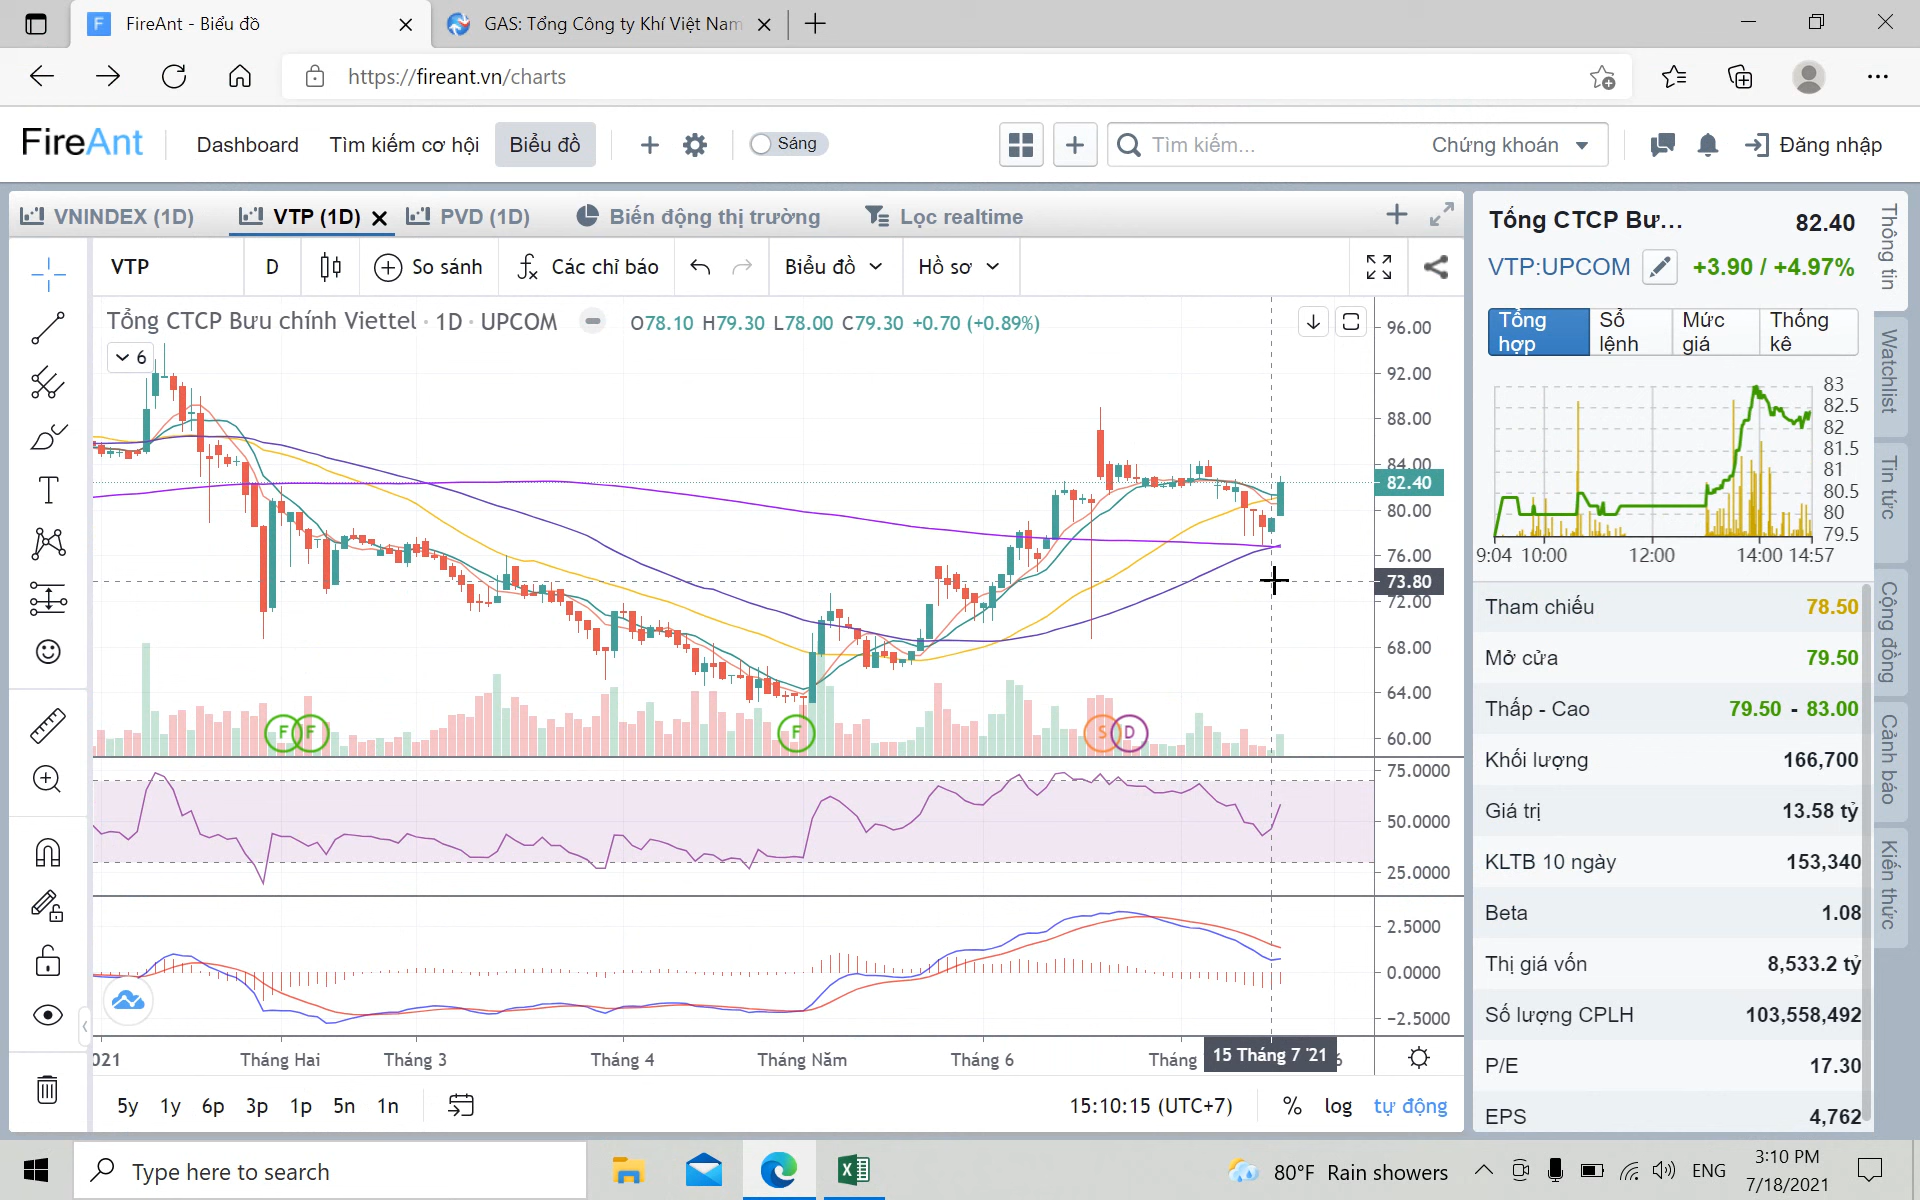 FireAnt - Biểu đồ
GAS: Tổng Công ty Khí Việt Nam
https://fireant.vn/charts
FireAnt
Dashboard
Tìm kiếm cơ hội
Biểu đồ
Sáng
Tìm kiếm...
Chứng khoán
Đăng nhập
VNINDEX (1D)
VTP (1D)
PVD (1D)
Biến động thị trường
Lọc realtime
VTP
D
So sánh
Các chỉ báo
Biểu đồ
Hồ sơ
Tổng CTCP Bưu chính Viettel · 1D · UPCOM
O78.10 H79.30 L78.00 C79.30 +0.70 (+0.89%)
6
96.00
92.00
88.00
84.00
82.40
80.00
76.00
73.80
72.00
68.00
64.00
60.00
F
F
F
S
D
75.0000
50.0000
25.0000
2.5000
0.0000
−2.5000
2021
Tháng Hai
Tháng 3
Tháng 4
Tháng Năm
Tháng 6
Tháng
15 Tháng 7 '21
5y 1y 6p 3p 1p 5n 1n
15:10:15 (UTC+7)
%
log
tự động
Tổng CTCP Bư...
82.40
VTP:UPCOM
+3.90 / +4.97%
Tổng hợp
Sổ lệnh
Mức giá
Thống kê
83
82.5
82
81.5
81
80.5
80
79.5
9:04 10:00 12:00 14:00 14:57
Tham chiếu 78.50
Mở cửa 79.50
Thấp - Cao 79.50 - 83.00
Khối lượng 166,700
Giá trị 13.58 tỷ
KLTB 10 ngày 153,340
Beta 1.08
Thị giá vốn 8,533.2 tỷ
Số lượng CPLH 103,558,492
P/E 17.30
EPS 4,762
Thông tin
Watchlist
Tin tức
Cộng đồng
Cảnh báo
Kiến thức
Type here to search
80°F Rain showers
ENG
3:10 PM
7/18/2021